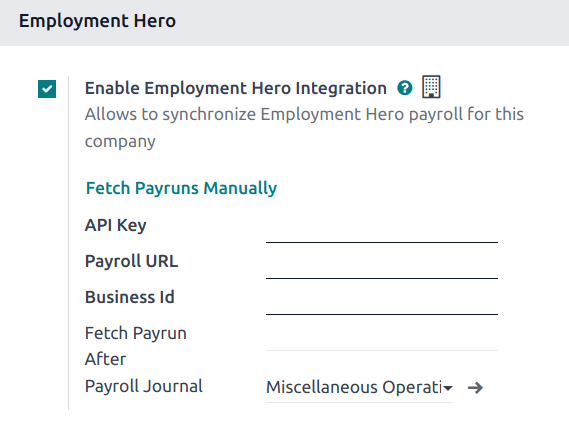 Employment Hero
Enable Employment Hero Integration ?
Allows to synchronize Employment Hero payroll for this
company
Fetch Payruns Manually
API Key
Payroll URL
Business Id
Fetch Payrun
After
Payroll Journal Miscellaneous Operati